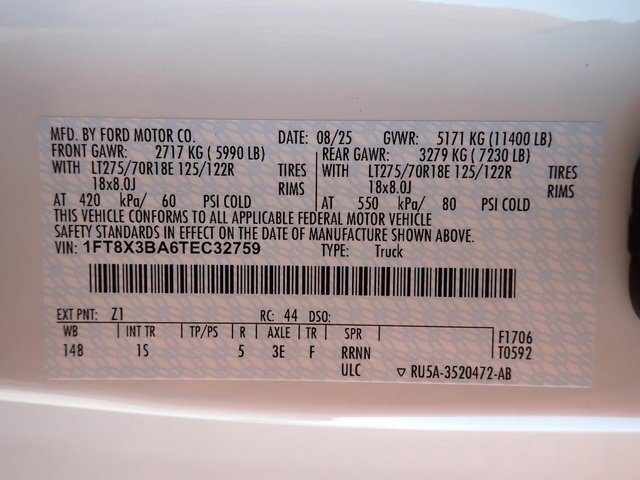 MFD. BY FORD MOTOR CO. DATE: 08/25 GVWR: 5171 KG (11400 LB)
FRONT GAWR: 2717 KG (5990 LB) REAR GAWR: 3279 KG (7230 LB)
WITH LT275/70R18E 125/122R TIRES WITH LT275/70R18E 125/122R TIRES
18x8.0J RIMS 18x8.0J RIMS
AT 420 kPa/ 60 PSI COLD AT 550 kPa/ 80 PSI COLD
THIS VEHICLE CONFORMS TO ALL APPLICABLE FEDERAL MOTOR VEHICLE
SAFETY STANDARDS IN EFFECT ON THE DATE OF MANUFACTURE SHOWN ABOVE.
VIN: 1FT8X3BA6TEC32759 TYPE: Truck
EXT PNT: Z1 RC: 44 DSO:
WB INT TR TP/PS R AXLE TR SPR F1706
148 1S 5 3E F RRNN T0592
ULC ▽ RU5A-3520472-AB